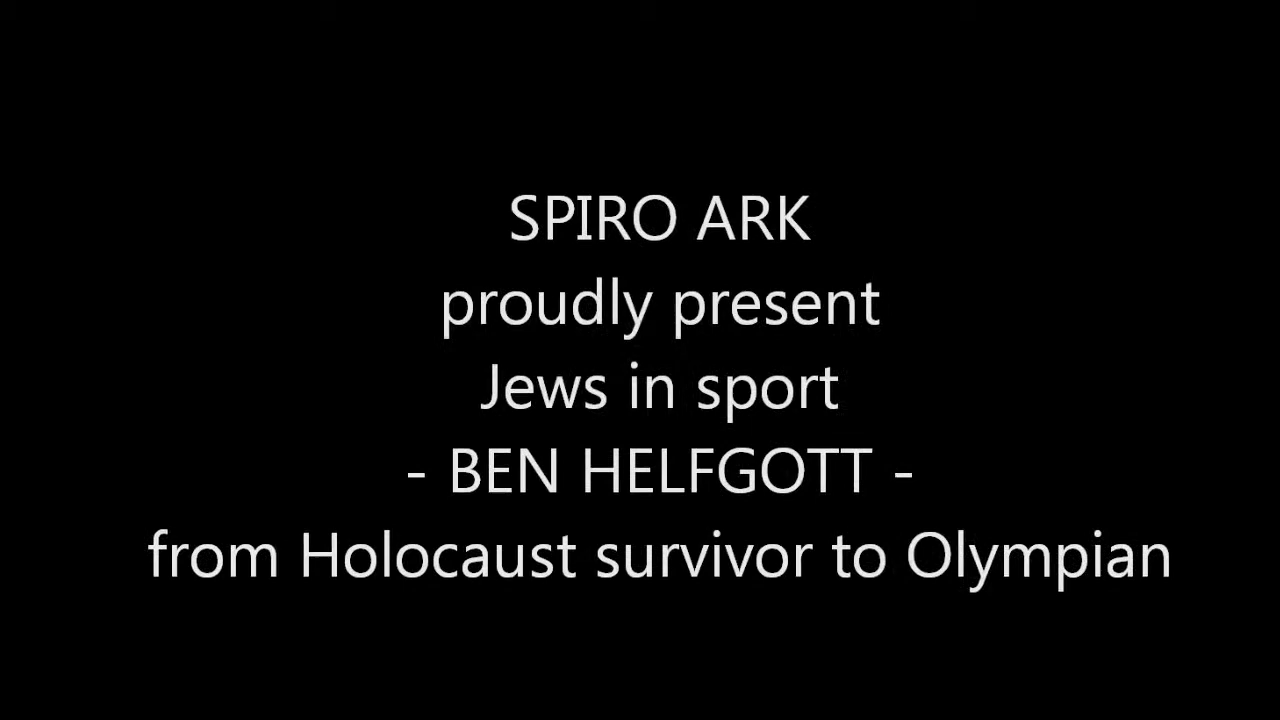 SPIRO ARK
proudly present
Jews in sport
- BEN HELFGOTT -
from Holocaust survivor to Olympian